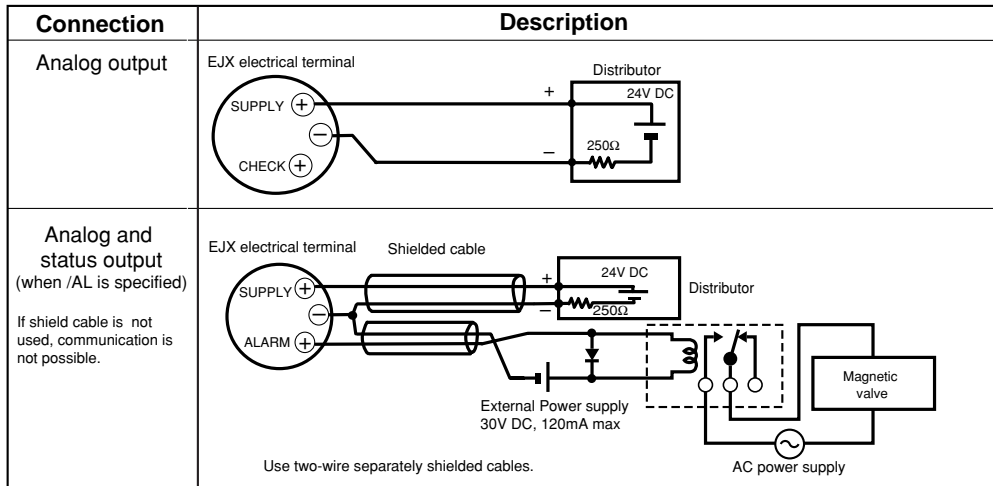 Connection
Description
Analog output
EJX electrical terminal
SUPPLY +
−
CHECK +
+
−
Distributor
24V DC
250Ω
Analog and
status output
(when /AL is specified)
If shield cable is not
used, communication is
not possible.
EJX electrical terminal
Shielded cable
SUPPLY +
−
ALARM +
+
−
24V DC
250Ω
Distributor
External Power supply
30V DC, 120mA max
Magnetic
valve
AC power supply
Use two-wire separately shielded cables.